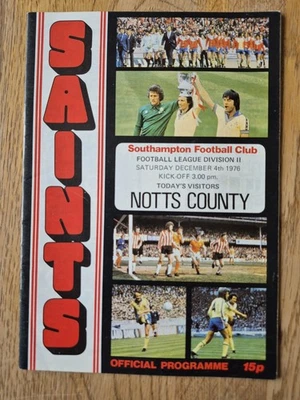 SAINTS
Southampton Football Club
FOOTBALL LEAGUE DIVISION II
SATURDAY DECEMBER 4th 1976
KICK-OFF 3.00 pm.
TODAY'S VISITORS
NOTTS COUNTY
OFFICIAL PROGRAMME 15p